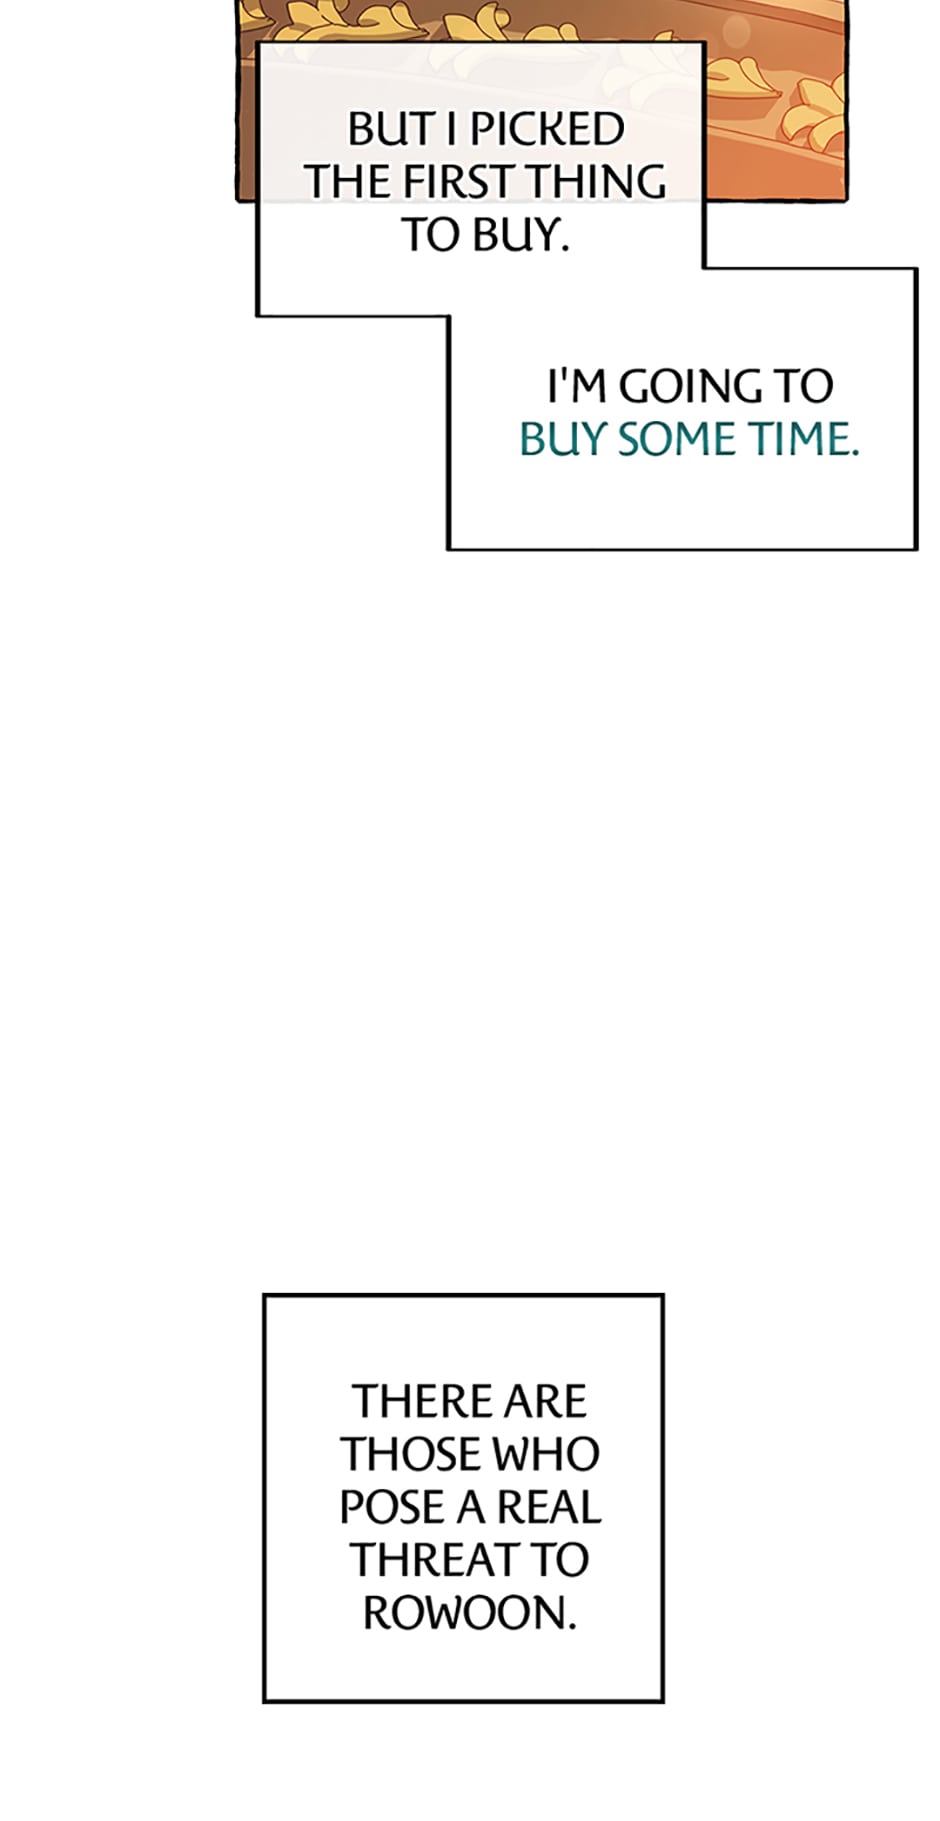 BUT I PICKED
THE FIRST THING
TO BUY.
I'M GOING TO
BUY SOME TIME.
THERE ARE
THOSE WHO
POSE A REAL
THREAT TO
ROWOON.